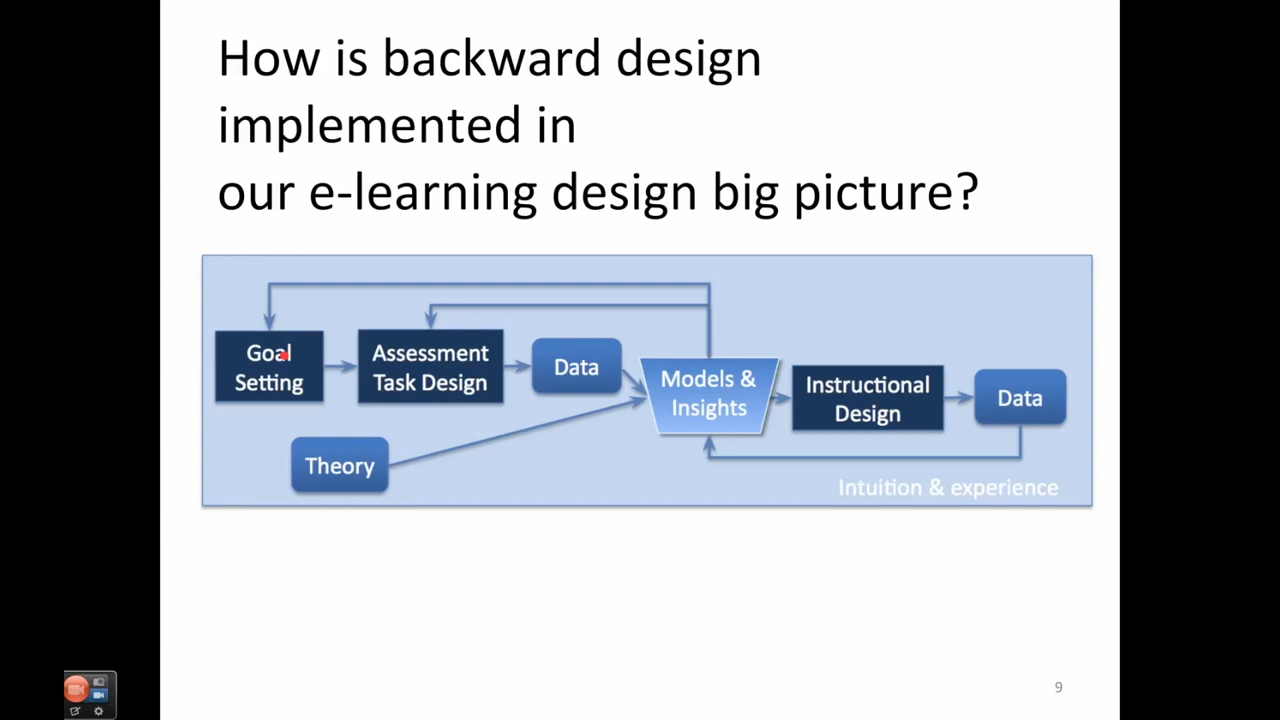 How is backward design
implemented in
our e-learning design big picture?
Goal
Setting
Assessment
Task Design
Data
Models &
Insights
Instructional
Design
Data
Theory
Intuition & experience
9